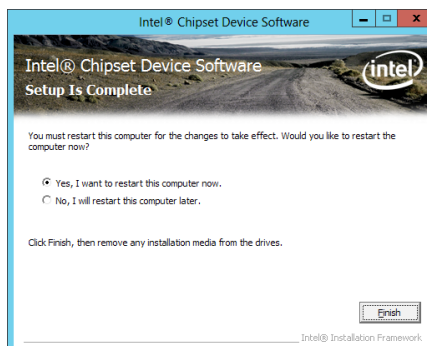 Intel® Chipset Device Software
Intel® Chipset Device Software
Setup Is Complete
intel
You must restart this computer for the changes to take effect. Would you like to restart the
computer now?
Yes, I want to restart this computer now.
No, I will restart this computer later.
Click Finish, then remove any installation media from the drives.
Finish
Intel® Installation Framework